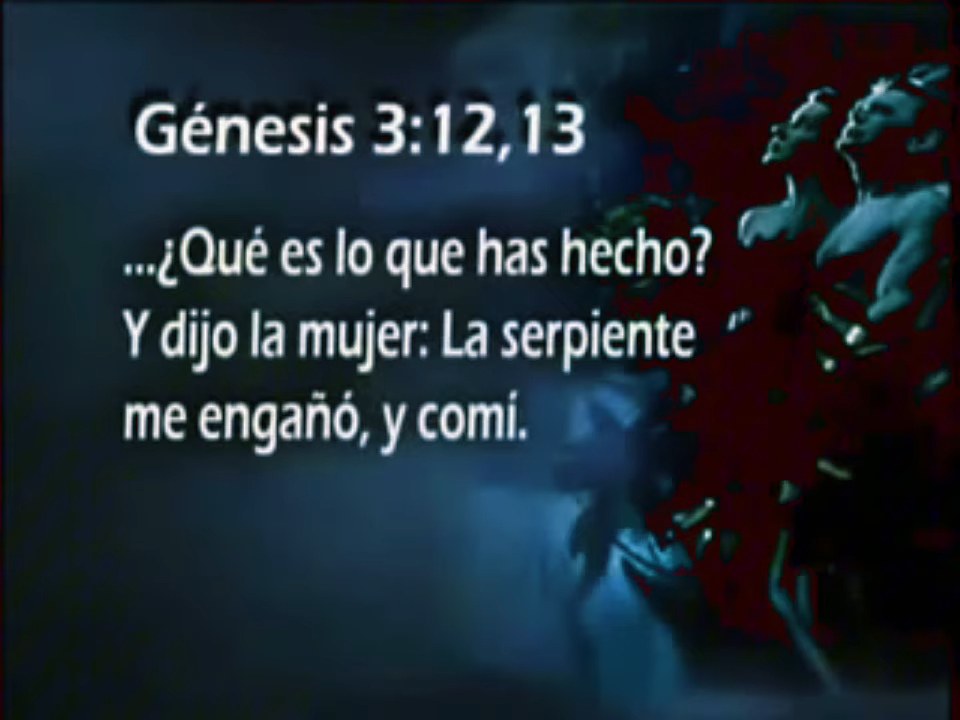 Génesis 3:12,13
...¿Qué es lo que has hecho?
Y dijo la mujer: La serpiente
me engañó, y comí.